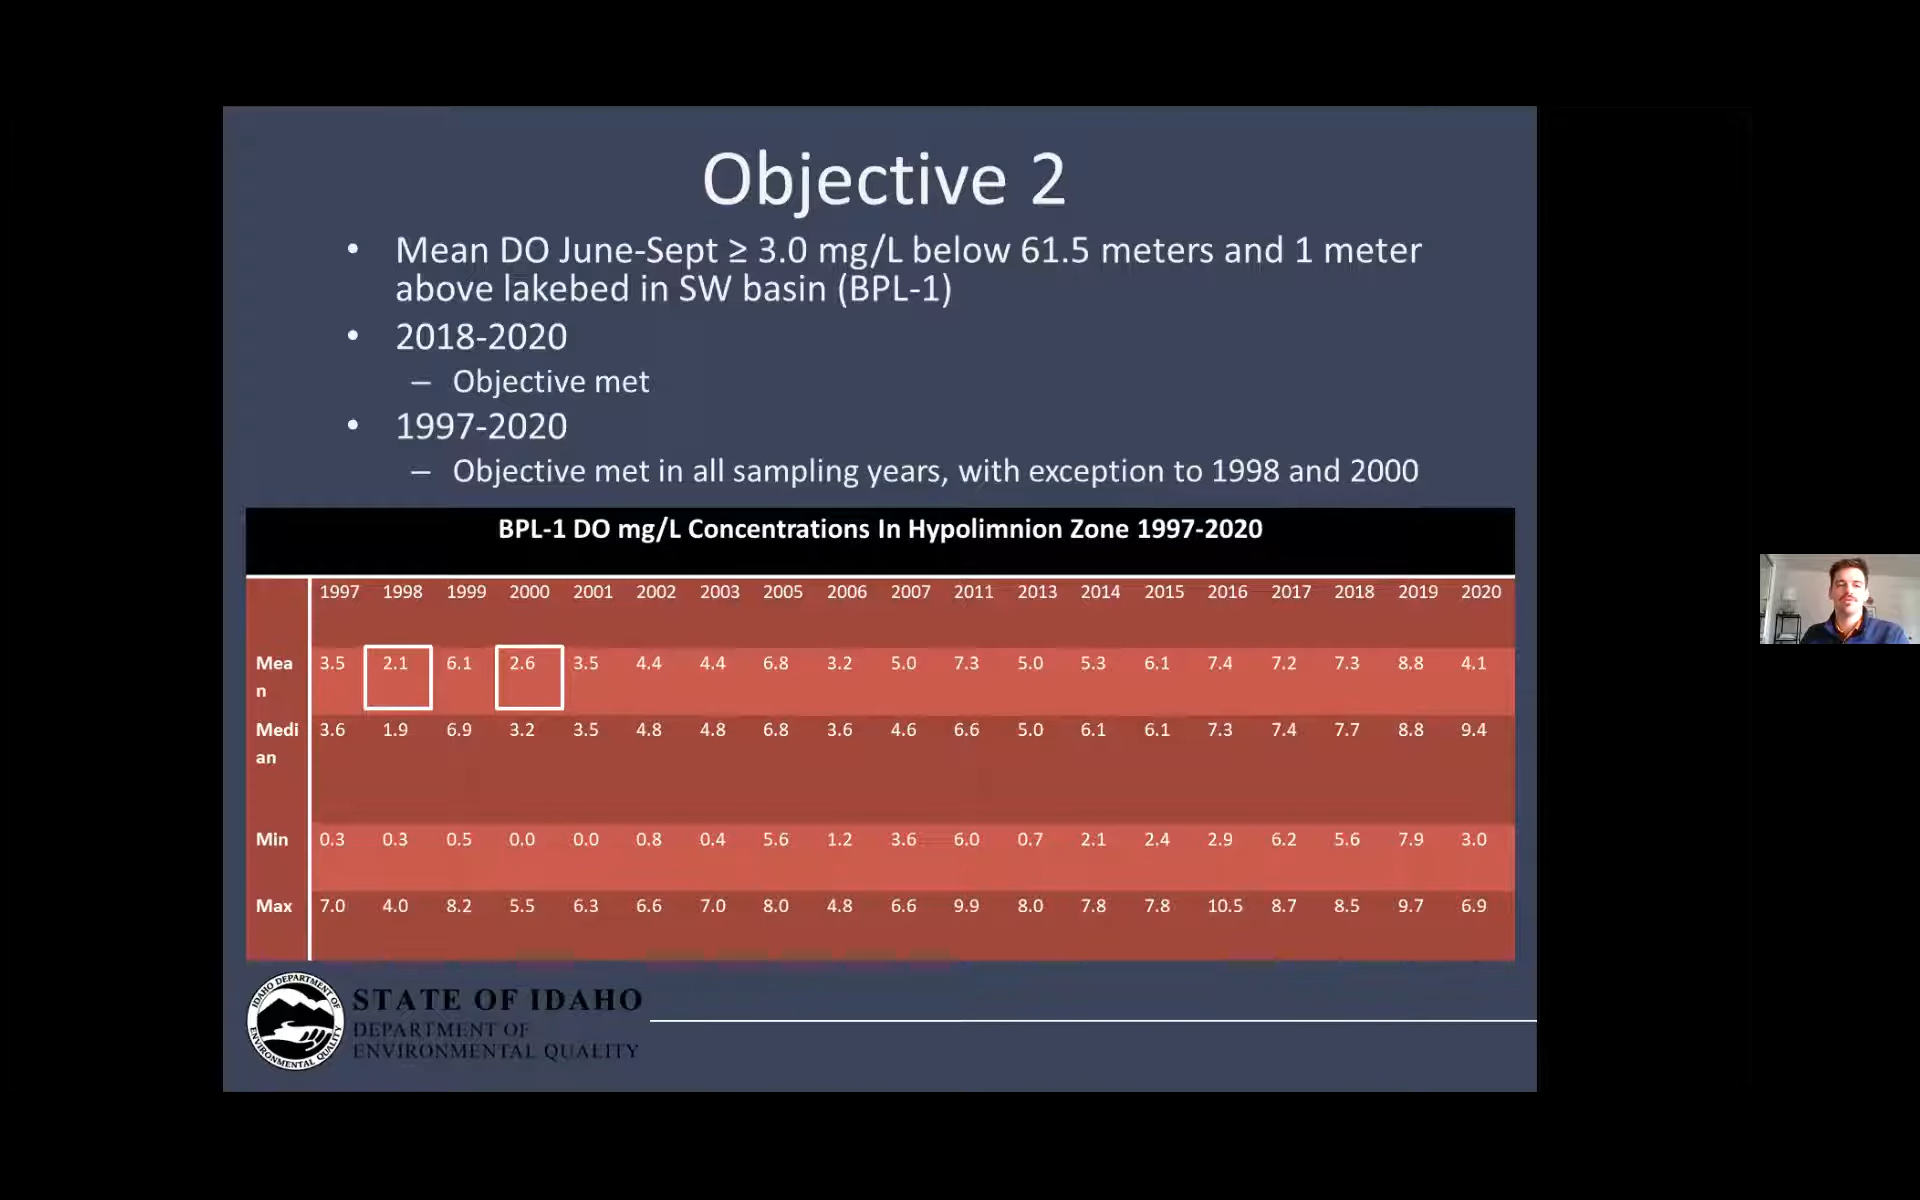 Objective 2
• Mean DO June-Sept ≥ 3.0 mg/L below 61.5 meters and 1 meter
above lakebed in SW basin (BPL-1)
• 2018-2020
– Objective met
• 1997-2020
– Objective met in all sampling years, with exception to 1998 and 2000
BPL-1 DO mg/L Concentrations In Hypolimnion Zone 1997-2020
1997 1998 1999 2000 2001 2002 2003 2005 2006 2007 2011 2013 2014 2015 2016 2017 2018 2019 2020
Mea 3.5 2.1 6.1 2.6 3.5 4.4 4.4 6.8 3.2 5.0 7.3 5.0 5.3 6.1 7.4 7.2 7.3 8.8 4.1
n
Medi 3.6 1.9 6.9 3.2 3.5 4.8 4.8 6.8 3.6 4.6 6.6 5.0 6.1 6.1 7.3 7.4 7.7 8.8 9.4
an
Min 0.3 0.3 0.5 0.0 0.0 0.8 0.4 5.6 1.2 3.6 6.0 0.7 2.1 2.4 2.9 6.2 5.6 7.9 3.0
Max 7.0 4.0 8.2 5.5 6.3 6.6 7.0 8.0 4.8 6.6 9.9 8.0 7.8 7.8 10.5 8.7 8.5 9.7 6.9
IDAHO DEPARTMENT OF
ENVIRONMENTAL QUALITY
STATE OF IDAHO
DEPARTMENT OF
ENVIRONMENTAL QUALITY